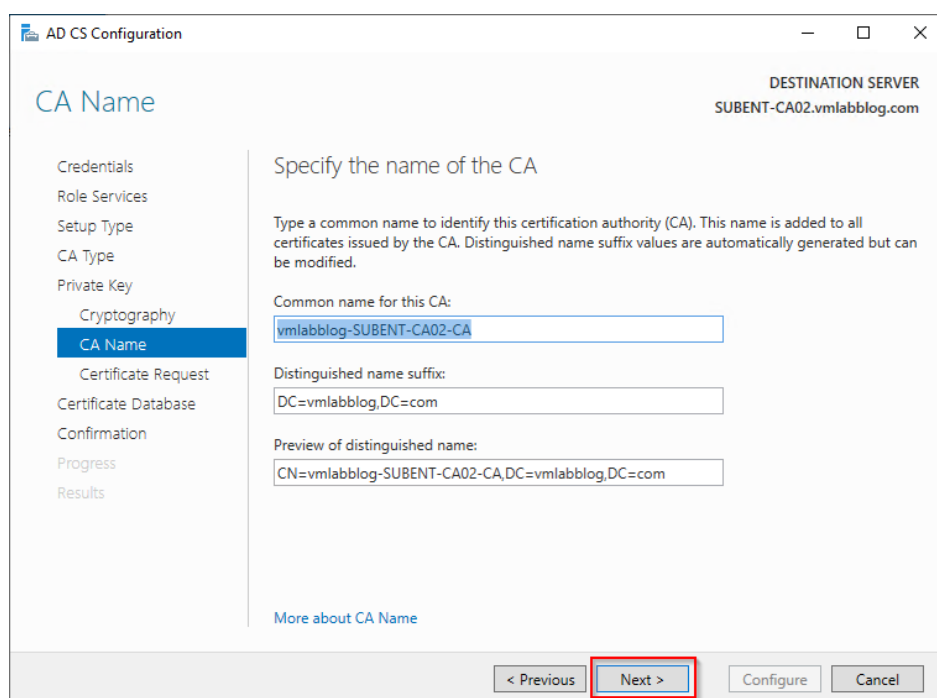 AD CS Configuration
CA Name
DESTINATION SERVER
SUBENT-CA02.vmlabblog.com
Credentials
Role Services
Setup Type
CA Type
Private Key
Cryptography
CA Name
Certificate Request
Certificate Database
Confirmation
Progress
Results
Specify the name of the CA
Type a common name to identify this certification authority (CA). This name is added to all
certificates issued by the CA. Distinguished name suffix values are automatically generated but can
be modified.
Common name for this CA:
vmlabblog-SUBENT-CA02-CA
Distinguished name suffix:
DC=vmlabblog,DC=com
Preview of distinguished name:
CN=vmlabblog-SUBENT-CA02-CA,DC=vmlabblog,DC=com
More about CA Name
< Previous
Next >
Configure
Cancel